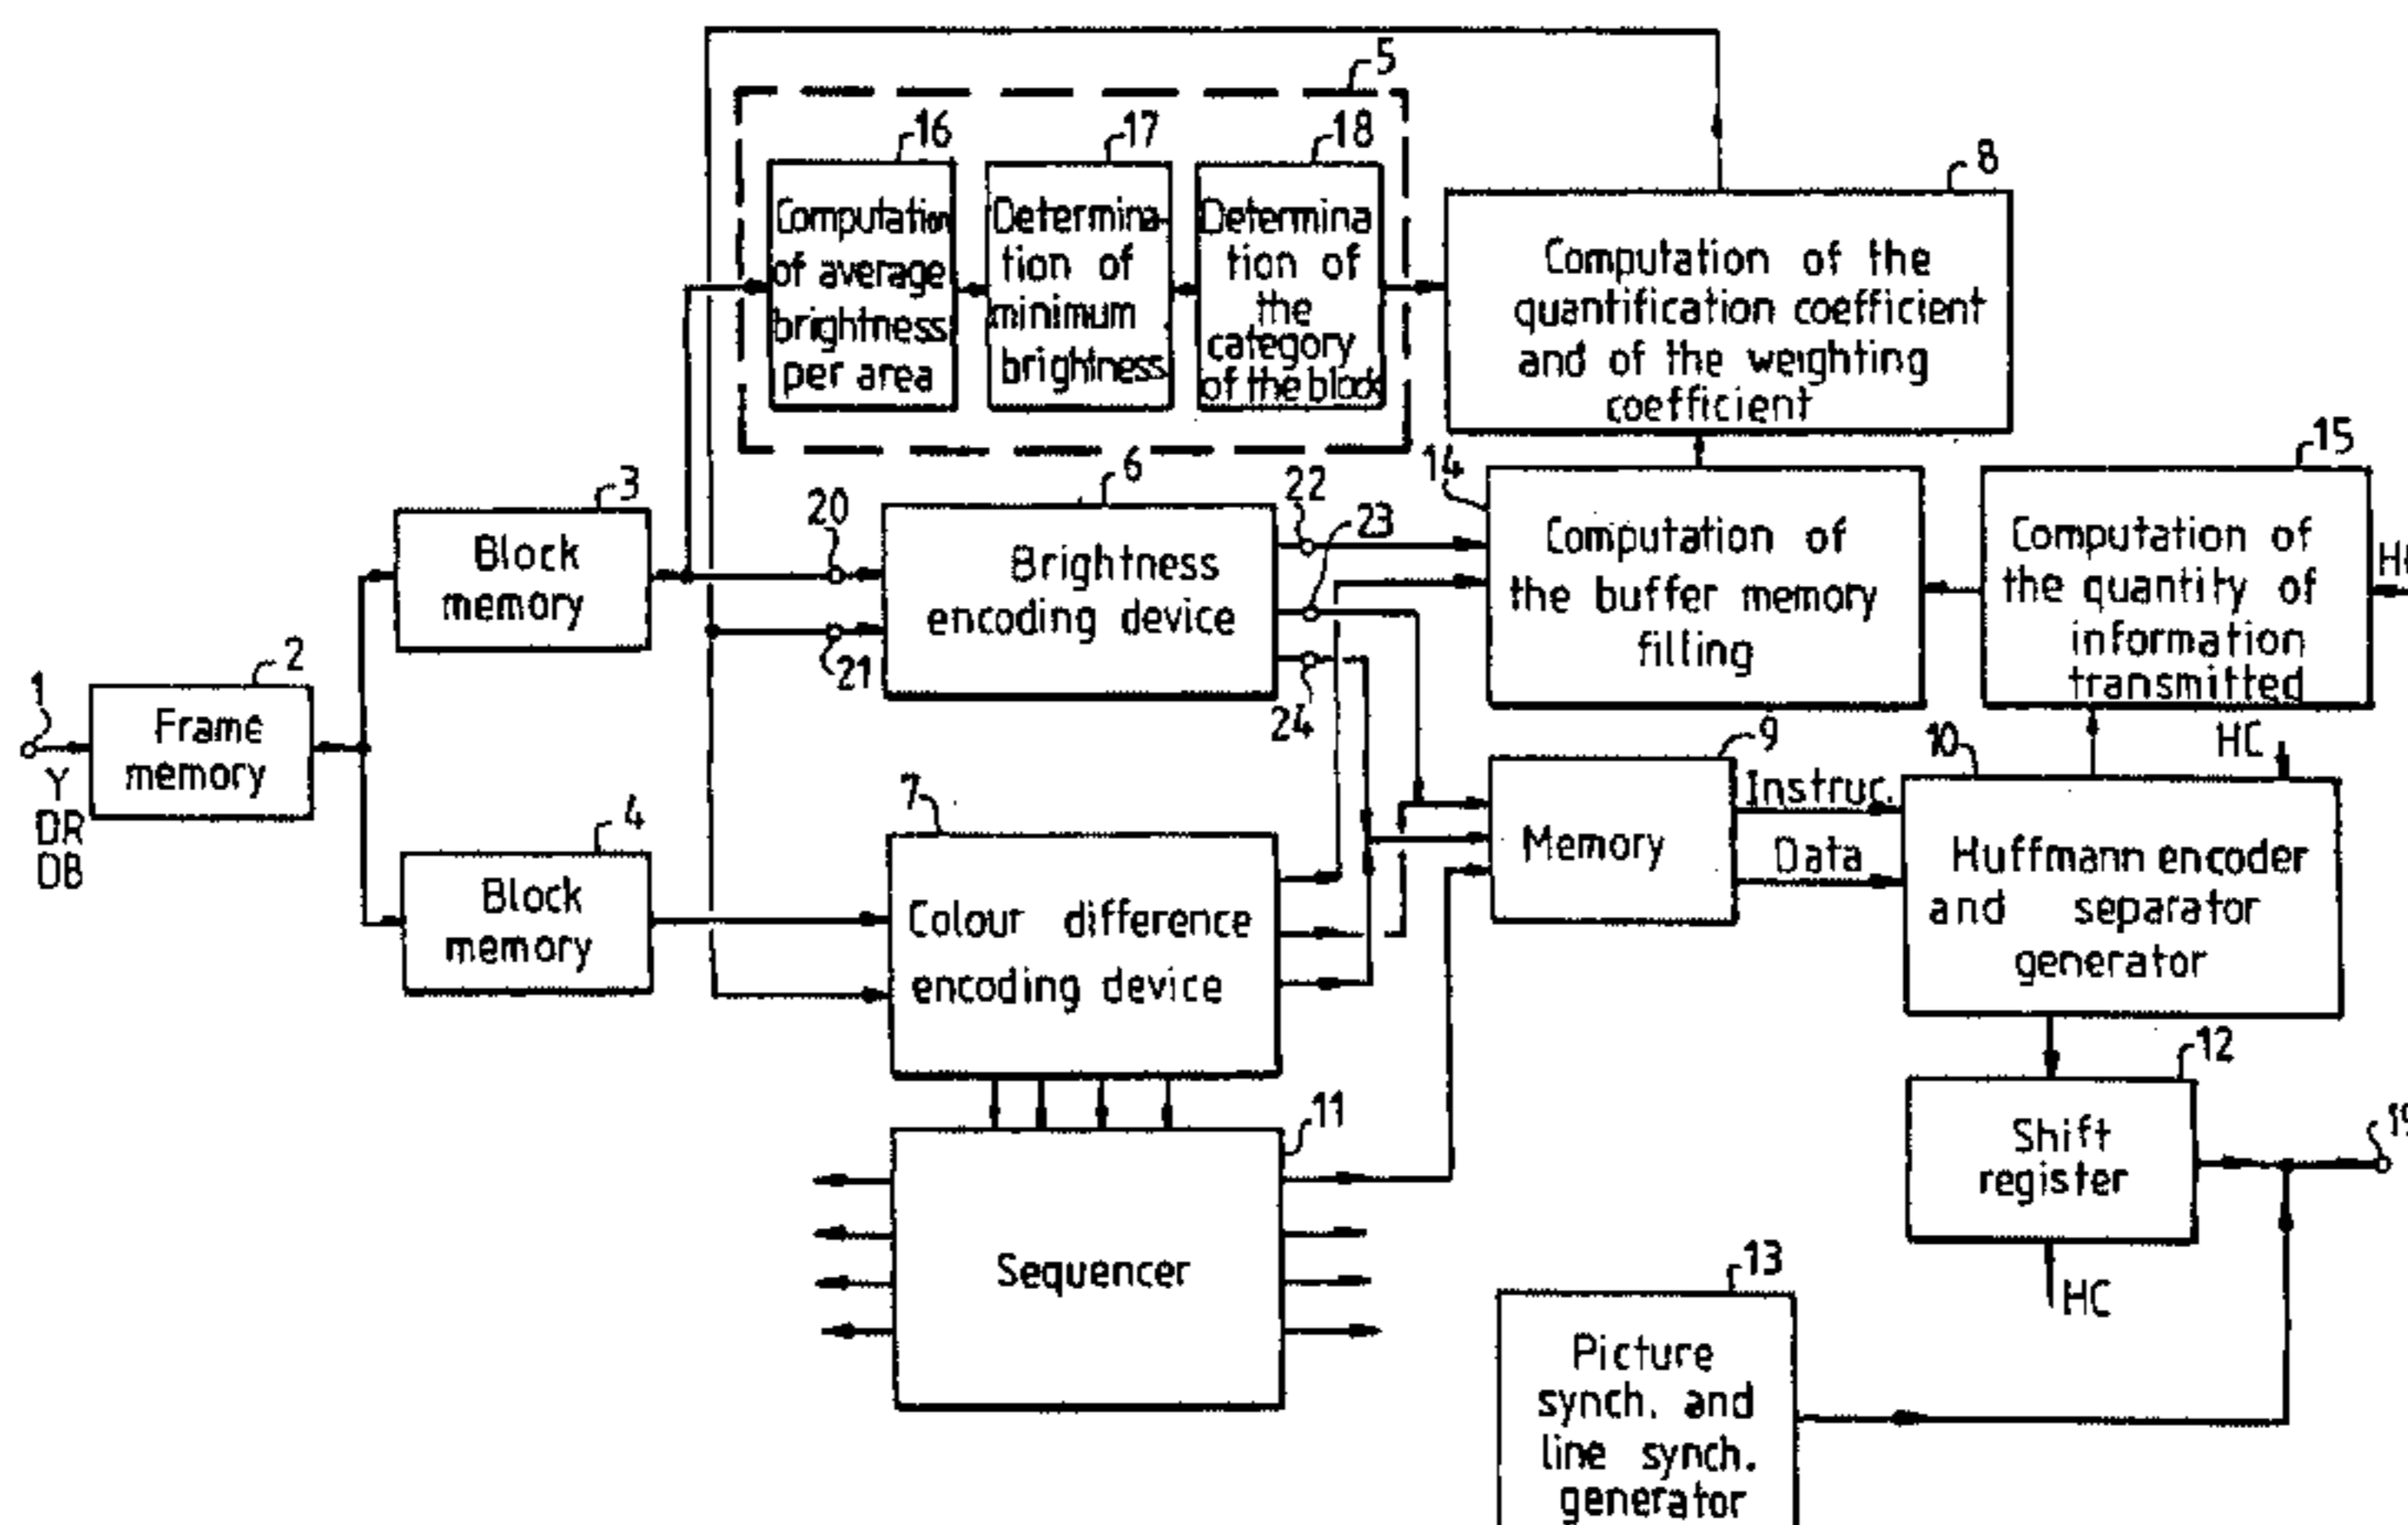 5
16
17
18
8
Computation
of average
brightness
per area
Determina-
tion of
minimum
brightness
Determina
tion of
the
category
of the block
Computation of the
quantification coefficient
and of the weighting
coefficient
3
Block
memory
20
21
6
Brightness
encoding device
22
23
24
14
Computation of
the buffer memory
filling
15
Computation of
the quantity of
information
transmitted
1
Y
DR
DB
2
Frame
memory
4
Block
memory
7
Colour difference
encoding device
9
Memory
Instruc.
Data
10
HC
Huffmann encoder
and separator
generator
11
Sequencer
12
Shift
register
HC
13
Picture
synch. and
line synch.
generator